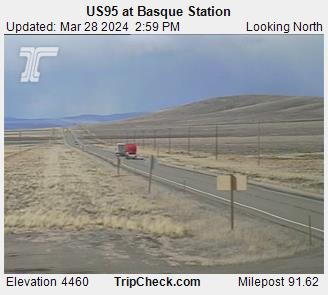 US95 at Basque Station
Updated: Mar 28 2024 2:59 PM Looking North
Elevation 4460 TripCheck.com Milepost 91.62